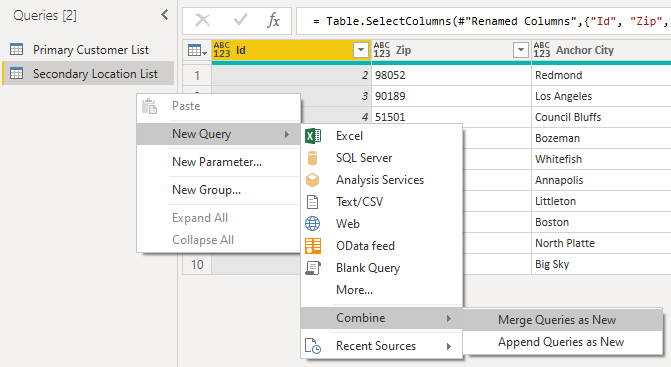 Queries [2]
= Table.SelectColumns(#"Renamed Columns",{"Id", "Zip",
Primary Customer List
Secondary Location List
ABC 123 Id
ABC 123 Zip
ABC 123 Anchor City
1 2 98052 Redmond
3 90189 Los Angeles
4 51501 Council Bluffs
Bozeman
Whitefish
Annapolis
Littleton
Boston
North Platte
10 Big Sky
Paste
New Query
New Parameter...
New Group...
Expand All
Collapse All
Excel
SQL Server
Analysis Services
Text/CSV
Web
OData feed
Blank Query
More...
Combine
Recent Sources
Merge Queries as New
Append Queries as New